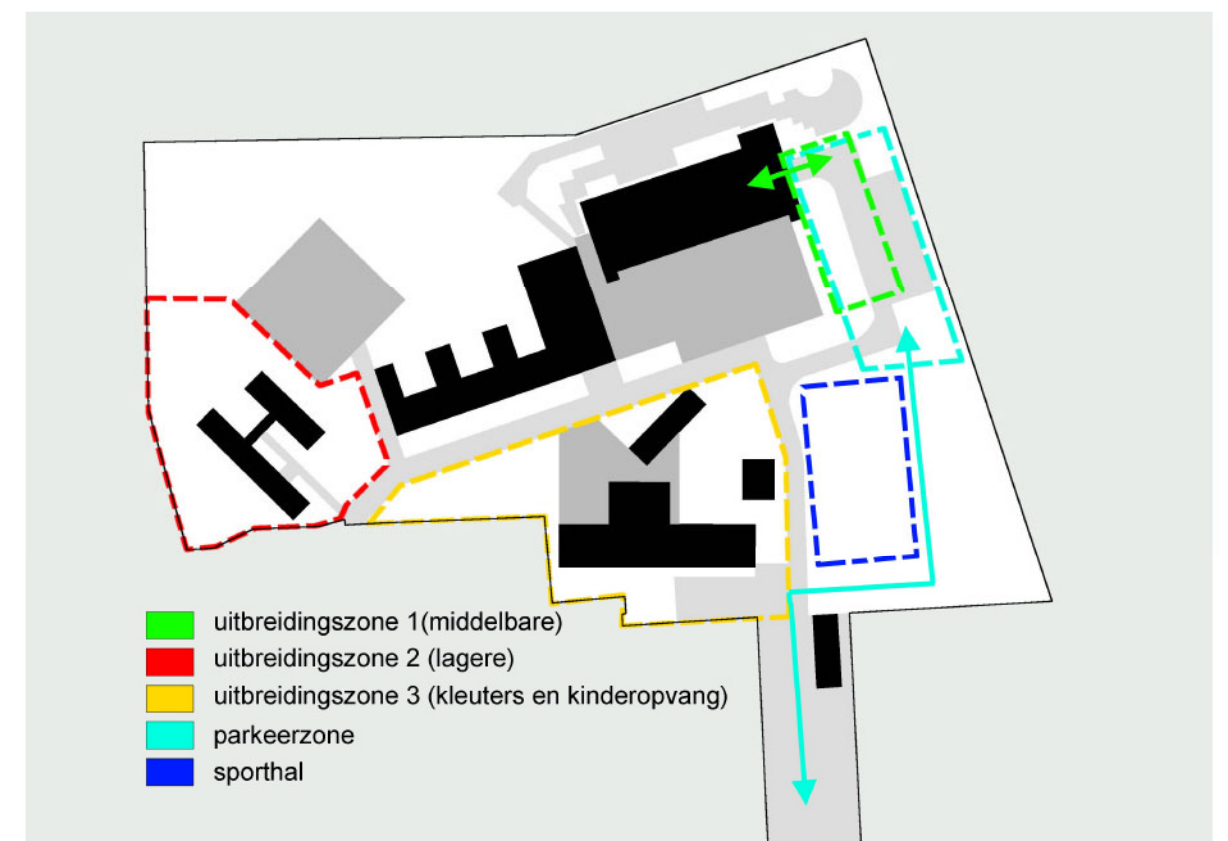 uitbreidingszone 1(middelbare)
uitbreidingszone 2 (lagere)
uitbreidingszone 3 (kleuters en kinderopvang)
parkeerzone
sporthal